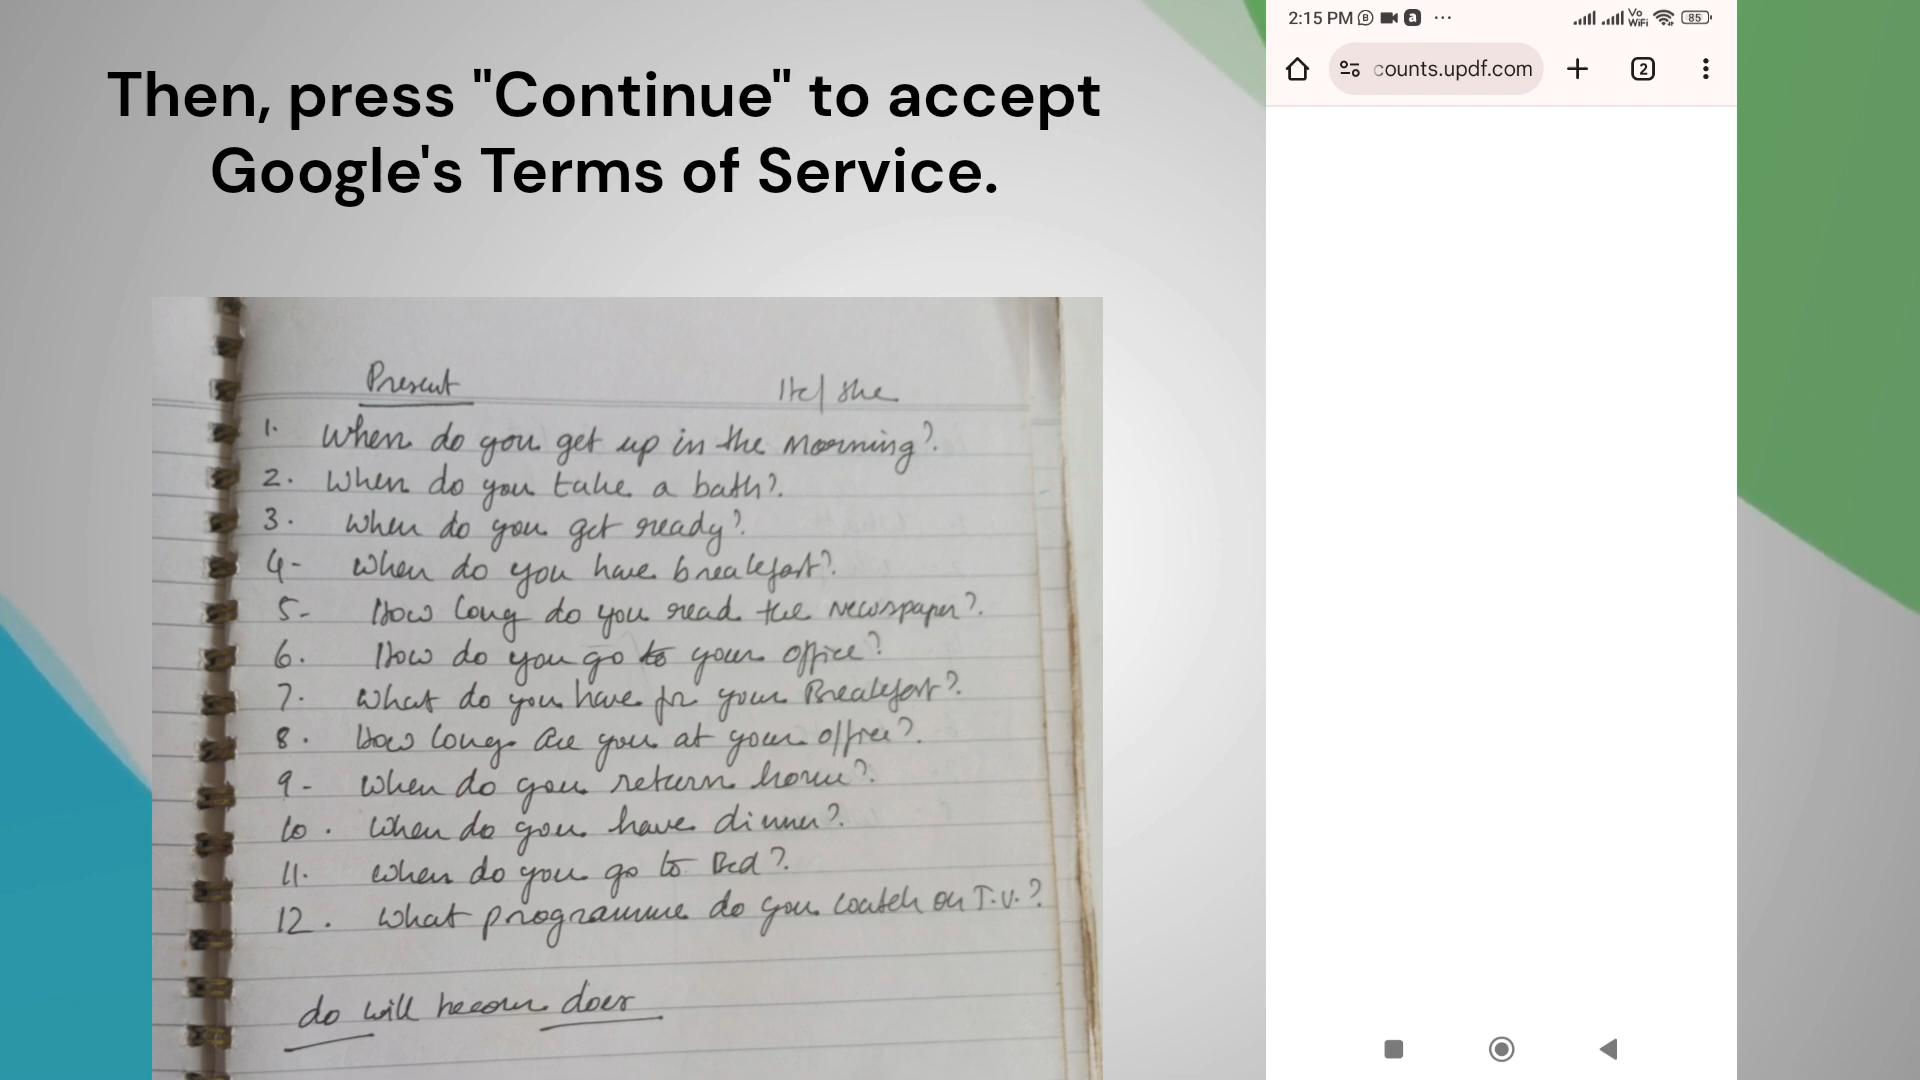 Then, press "Continue" to accept
Google's Terms of Service.
Present He/she
1. When do you get up in the Morning?
2. When do you take a bath?
3. When do you get ready?
4- When do you have breakfast?
5- How long do you read the Newspaper?
6. How do you go to your office?
7. What do you have for your Breakfast?
8. How long are you at your office?
9- When do you return home?
10. When do you have dinner?
11. When do you go to Bed?
12. What programme do you watch on T.V.?
do will become does
2:15 PM B a ... Vo WiFi 85
counts.updf.com 2